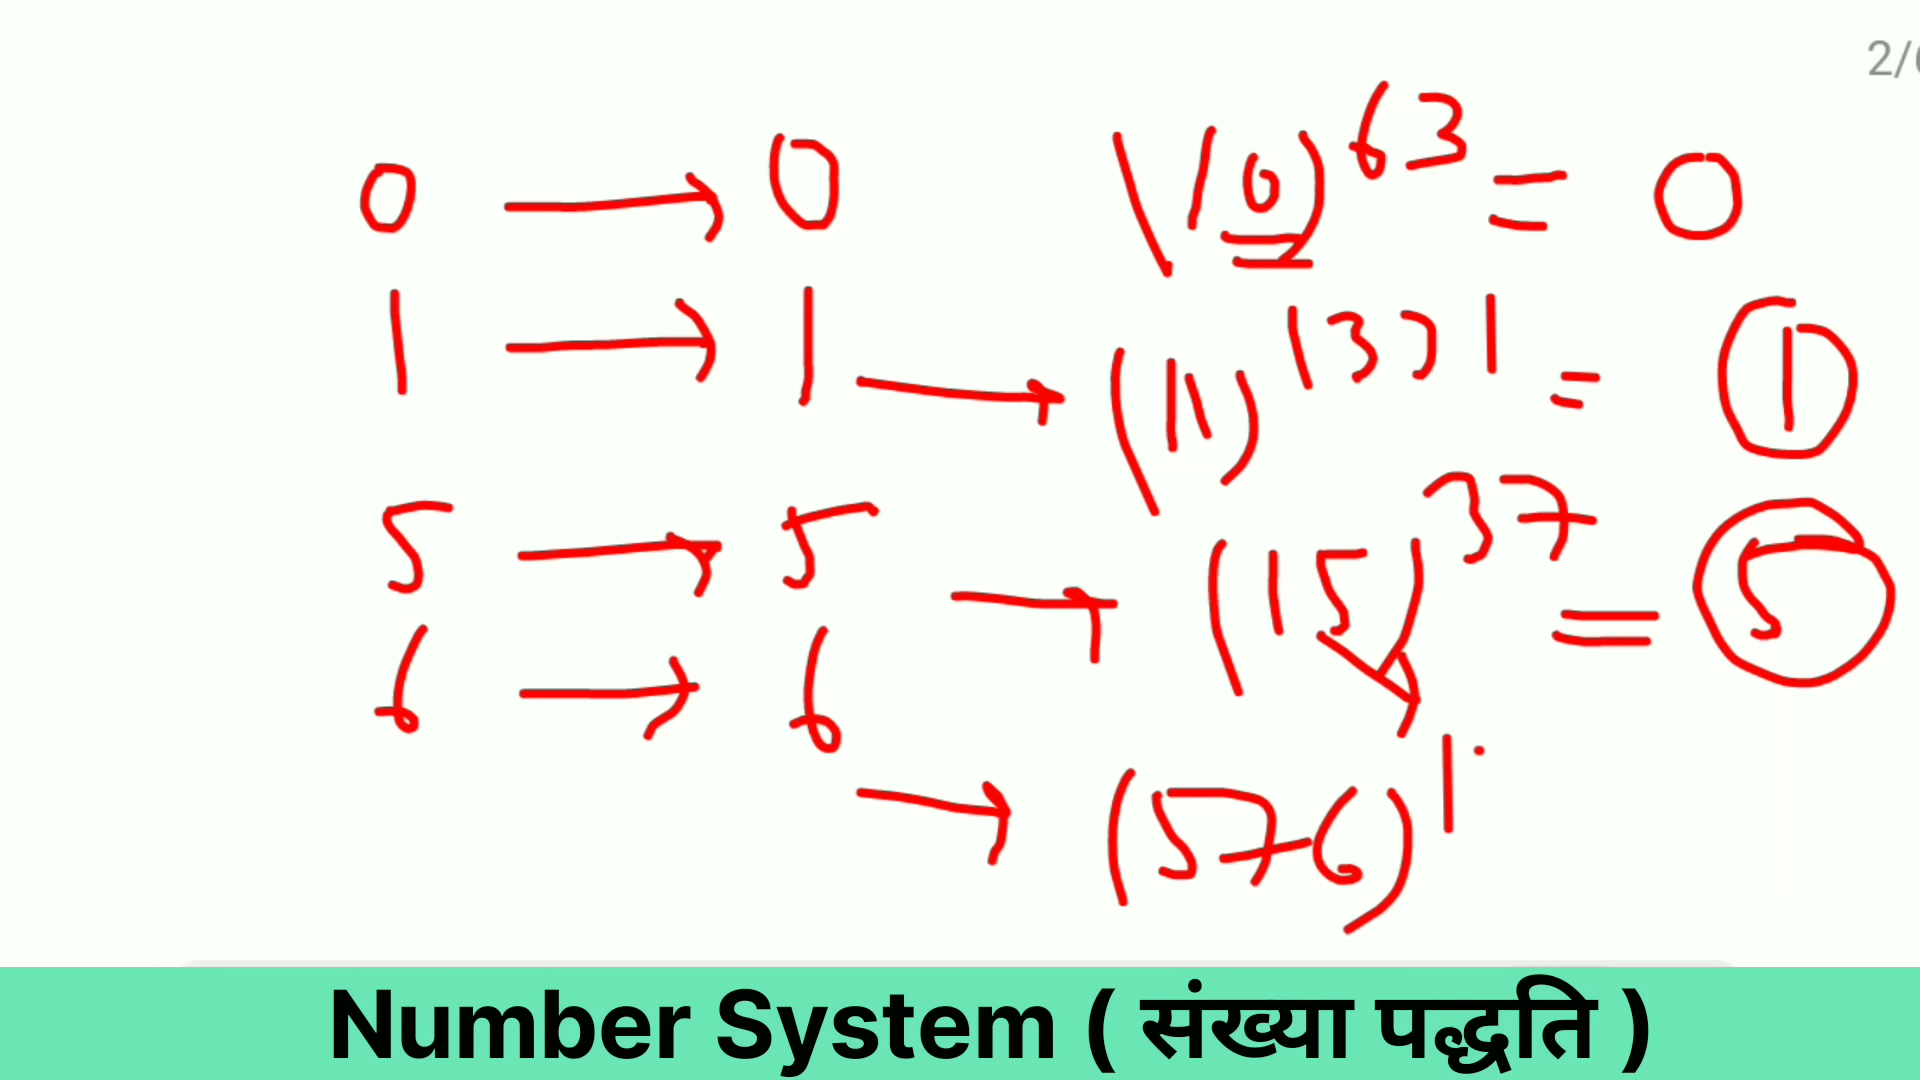 2/
0 → 0 (10)^63 = 0
1 → 1 → (11)^1371 = 1
5 → 5 → (15)^37 = 5
6 → 6
→ (576)^1
Number System ( संख्या पद्धति )